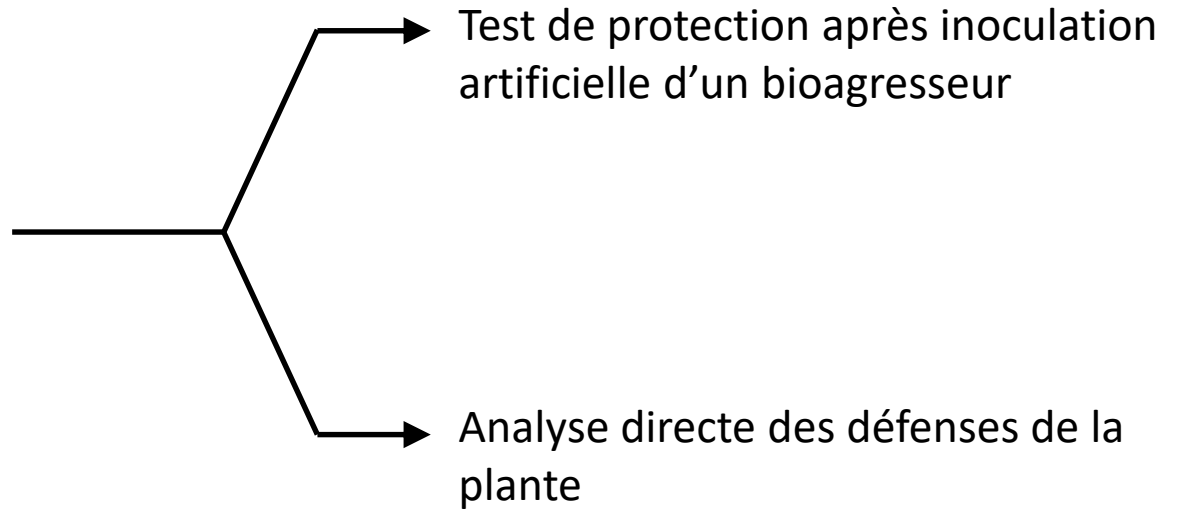 Test de protection après inoculation
artificielle d’un bioagresseur
Analyse directe des défenses de la
plante